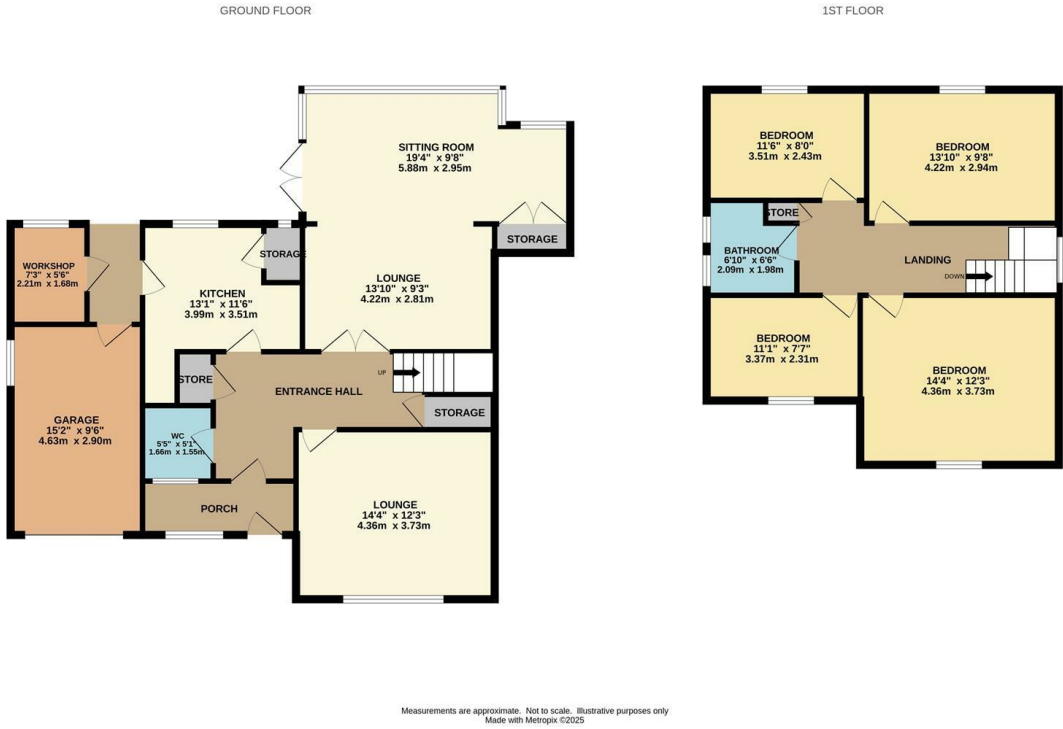 GROUND FLOOR
1ST FLOOR
SITTING ROOM
19'4" x 9'8"
5.88m x 2.95m
STORAGE
WORKSHOP
7'3" x 5'6"
2.21m x 1.68m
STORAGE
KITCHEN
13'1" x 11'6"
3.99m x 3.51m
LOUNGE
13'10" x 9'3"
4.22m x 2.81m
UP
STORE
ENTRANCE HALL
STORAGE
GARAGE
15'2" x 9'6"
4.63m x 2.90m
WC
5'5" x 5'1"
1.66m x 1.55m
PORCH
LOUNGE
14'4" x 12'3"
4.36m x 3.73m
BEDROOM
11'6" x 8'0"
3.51m x 2.43m
BEDROOM
13'10" x 9'8"
4.22m x 2.94m
STORE
BATHROOM
6'10" x 6'6"
2.09m x 1.98m
LANDING
DOWN
BEDROOM
11'1" x 7'7"
3.37m x 2.31m
BEDROOM
14'4" x 12'3"
4.36m x 3.73m
Measurements are approximate. Not to scale. Illustrative purposes only
Made with Metropix ©2025